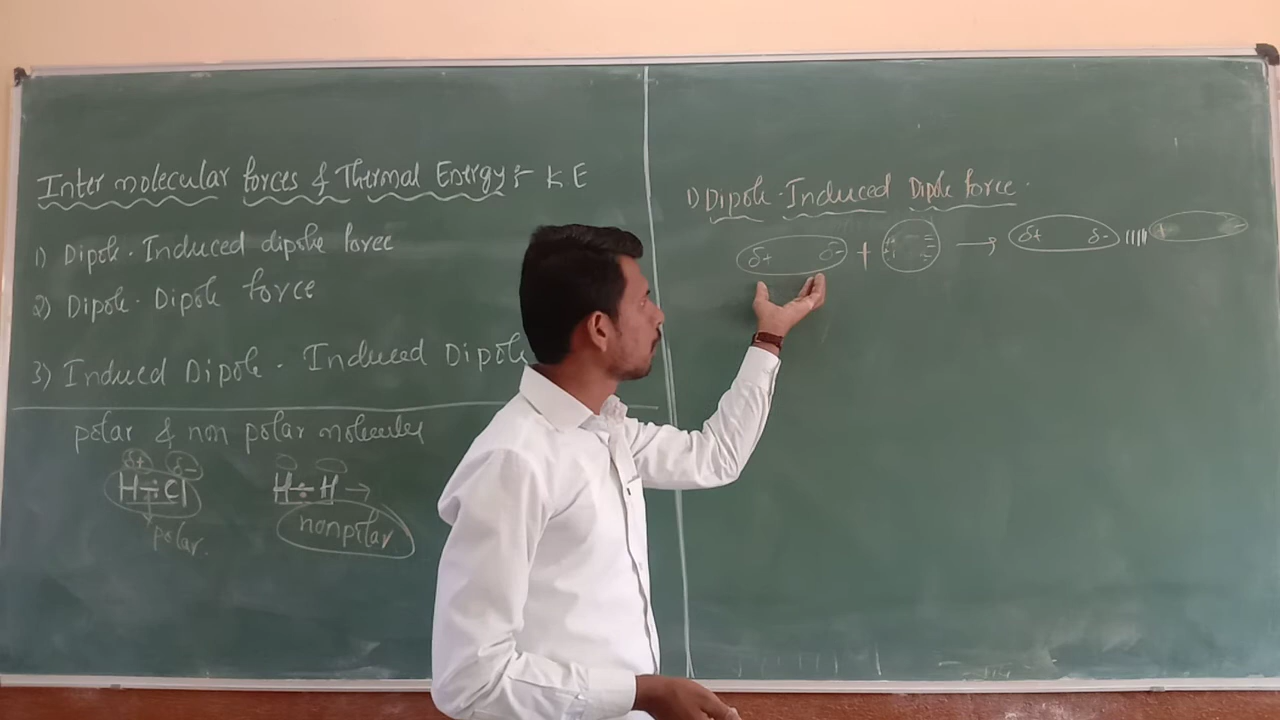 Inter molecular forces & Thermal Energy :- K E
1) Dipole - Induced dipole force
2) Dipole - Dipole force
3) Induced Dipole - Induced Dipole
polar & non polar molecules
δ+ δ-
H÷Cl H÷H →
polar. nonpolar
1) Dipole - Induced Dipole force.
δ+ δ- + → δ+ δ- + -